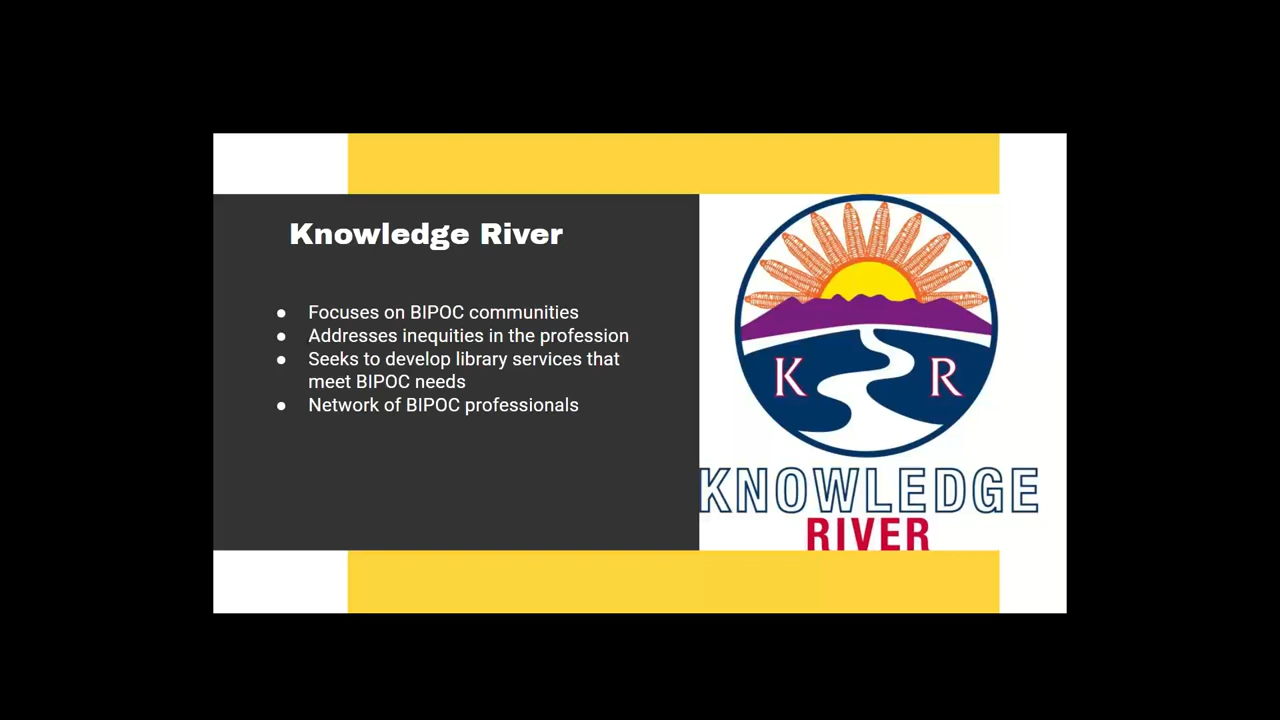 Knowledge River
● Focuses on BIPOC communities
● Addresses inequities in the profession
● Seeks to develop library services that
meet BIPOC needs
● Network of BIPOC professionals
K R
KNOWLEDGE
RIVER